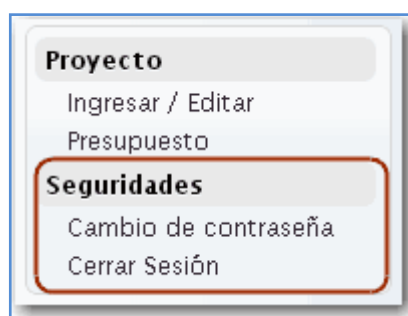 Proyecto
Ingresar / Editar
Presupuesto
Seguridades
Cambio de contraseña
Cerrar Sesión